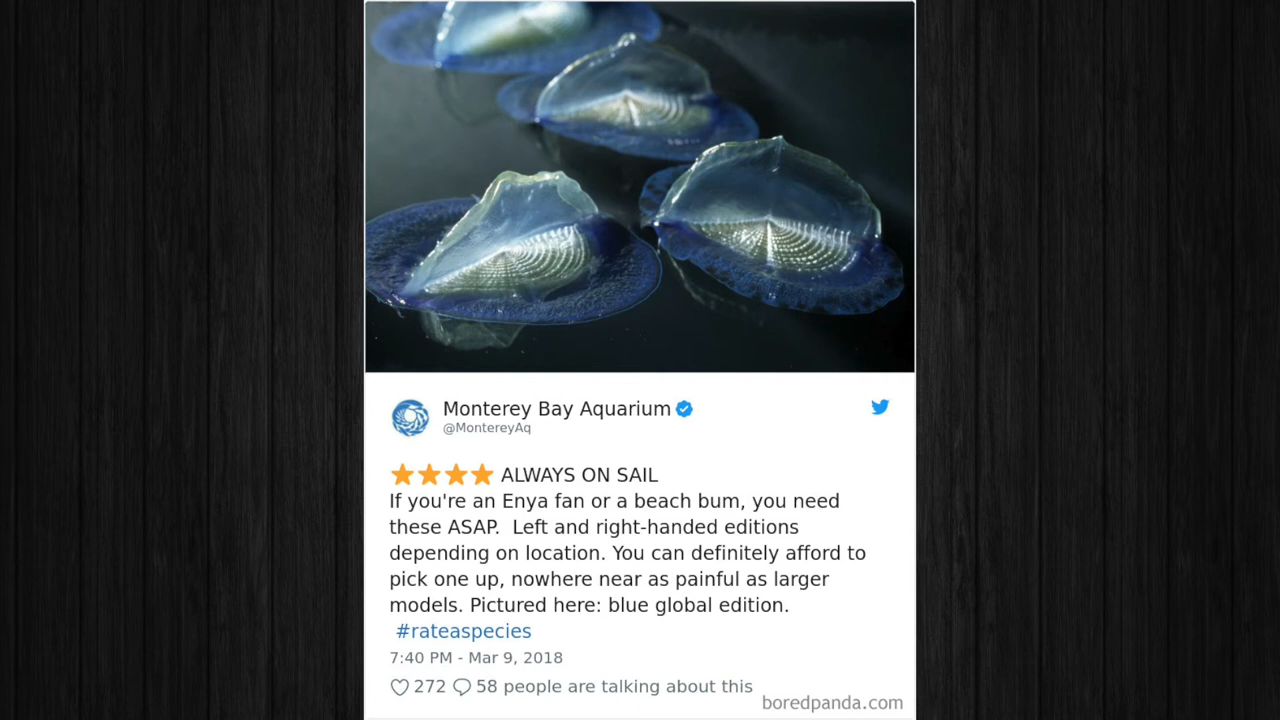 Monterey Bay Aquarium
@MontereyAq
ALWAYS ON SAIL
If you're an Enya fan or a beach bum, you need
these ASAP.  Left and right-handed editions
depending on location. You can definitely afford to
pick one up, nowhere near as painful as larger
models. Pictured here: blue global edition.
#rateaspecies
7:40 PM - Mar 9, 2018
272 58 people are talking about this
boredpanda.com